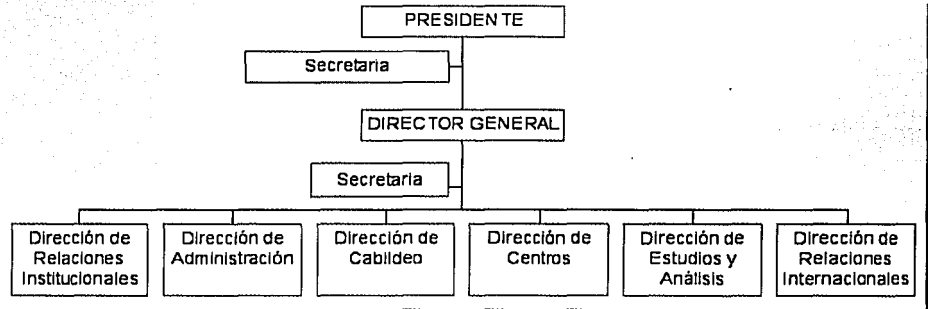 PRESIDENTE
Secretaria
DIRECTOR GENERAL
Secretaria
Dirección de
Relaciones
Institucionales
Dirección de
Administración
Dirección de
Cabildeo
Dirección de
Centros
Dirección de
Estudios y
Análisis
Dirección de
Relaciones
Internacionales